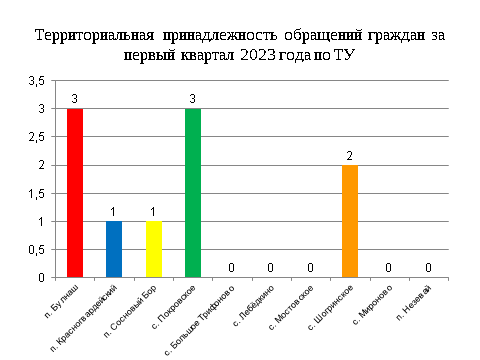 Территориальная принадлежность обращений граждан за
первый квартал 2023 года по ТУ
3,5
3
2,5
2
1,5
1
0,5
0
3
1
1
3
0
0
0
2
0
0
п. Буланаш
п. Красногвардейский
п. Сосновый Бор
с. Покровское
с. Большое Трифоново
с. Лебёдкино
с. Мостовское
с. Шогринское
с. Мироново
п. Незевай